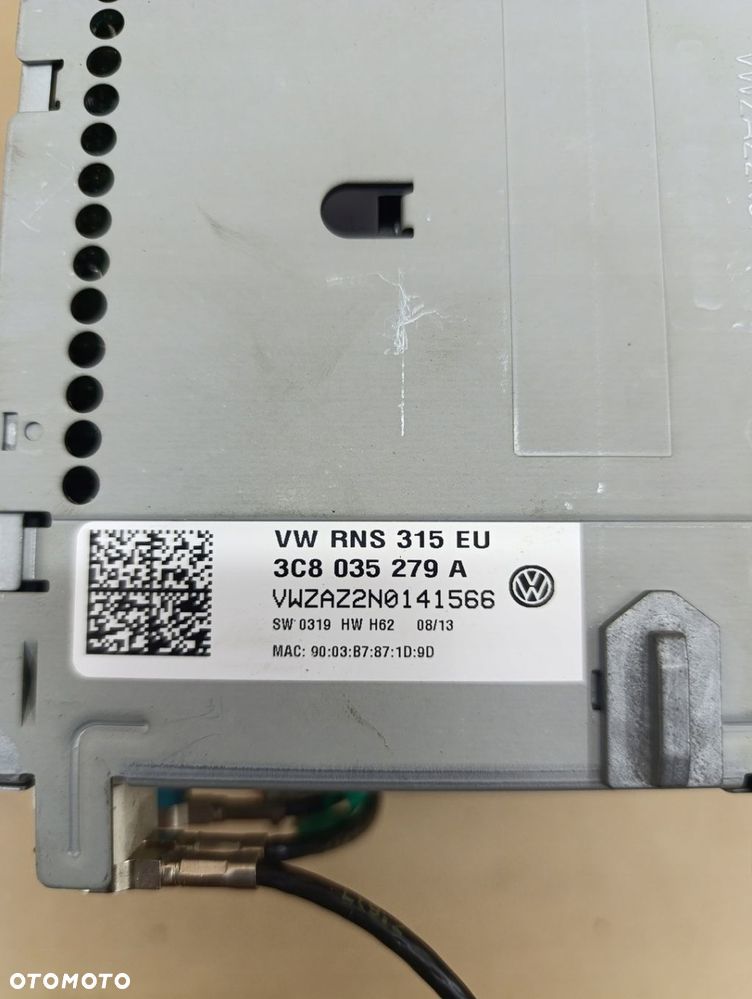 VW RNS 315 EU
3C8 035 279 A
VWZAZ2N0141566
SW 0319 HW H62 08/13
MAC: 90:03:B7:87:1D:9D
OTOMOTO